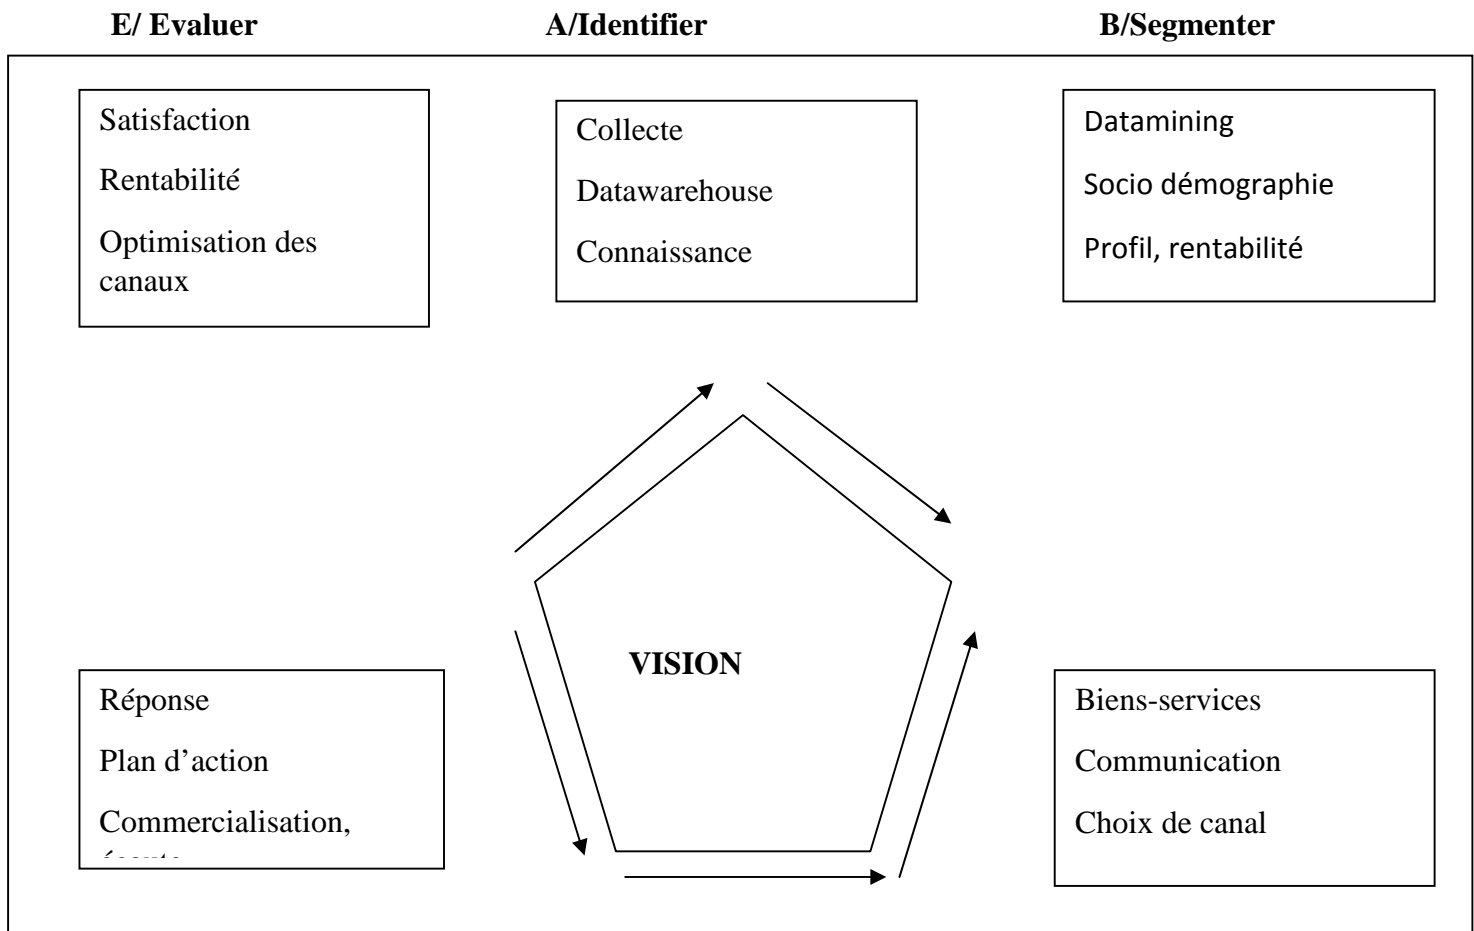 E/ Evaluer
A/Identifier
B/Segmenter
Satisfaction
Rentabilité
Optimisation des
canaux
Collecte
Datawarehouse
Connaissance
Datamining
Socio démographie
Profil, rentabilité
VISION
Réponse
Plan d’action
Commercialisation,
Biens-services
Communication
Choix de canal